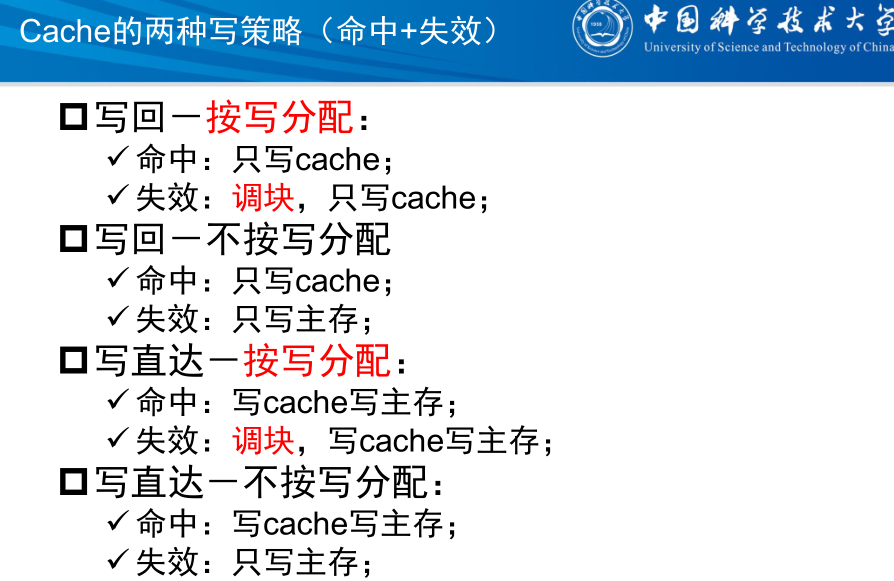 Cache的两种写策略（命中+失效）
中国科学技术大学
University of Science and Technology of China
写回－按写分配：
命中：只写cache；
失效：调块，只写cache；
写回－不按写分配
命中：只写cache；
失效：只写主存；
写直达－按写分配：
命中：写cache写主存；
失效：调块，写cache写主存；
写直达－不按写分配：
命中：写cache写主存；
失效：只写主存；